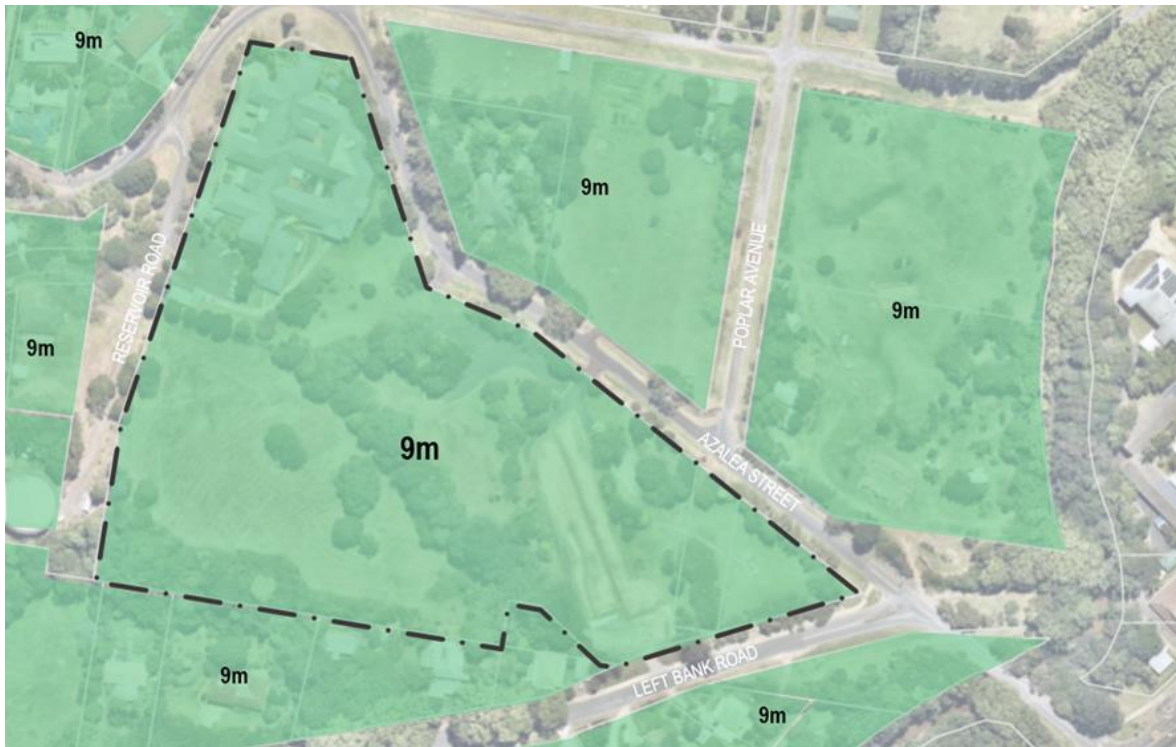 9m
9m
9m
RESERVOIR ROAD
POPLAR AVENUE
9m
9m
9m
AZALEA STREET
9m
LEFT BANK ROAD
9m